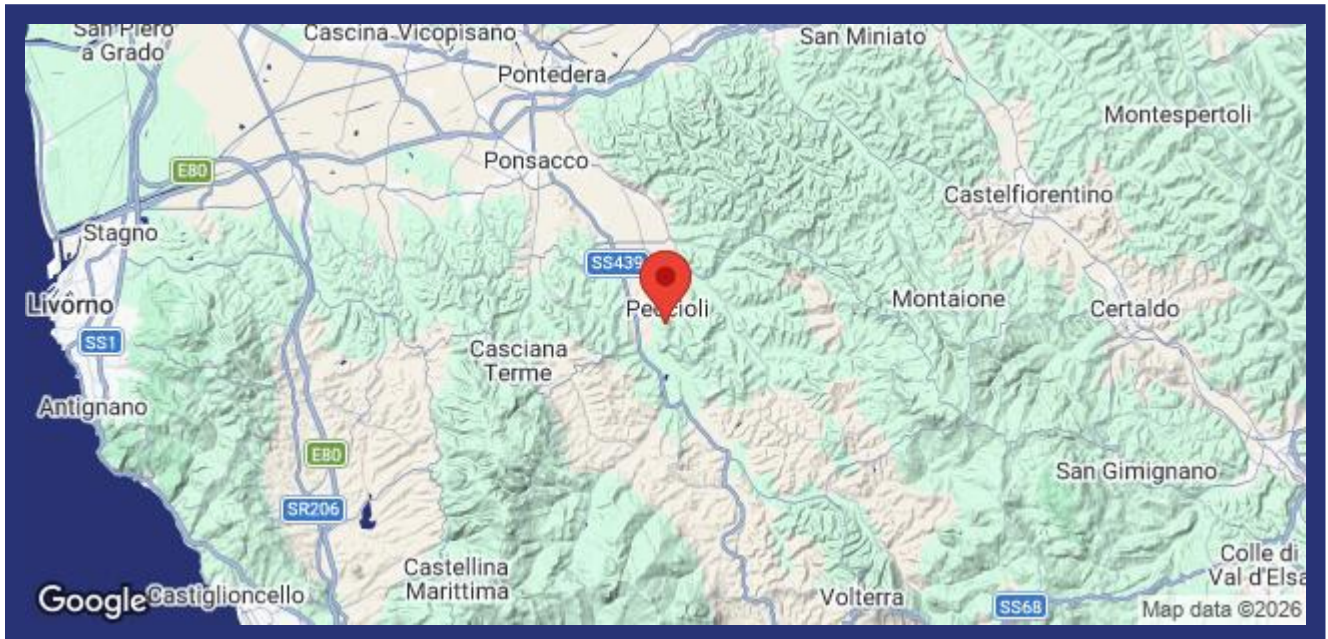 San Piero
a Grado
Cascina
Vicopisano
San Miniato
Pontedera
Montespertoli
Ponsacco
E80
Castelfiorentino
Stagno
SS439
Livorno
Peccioli
Montaione
Certaldo
SS1
Casciana
Terme
Antignano
E80
San Gimignano
SR206
Castellina
Marittima
Colle di
Val d'Elsa
Google
Castiglioncello
Volterra
SS68
Map data ©2026